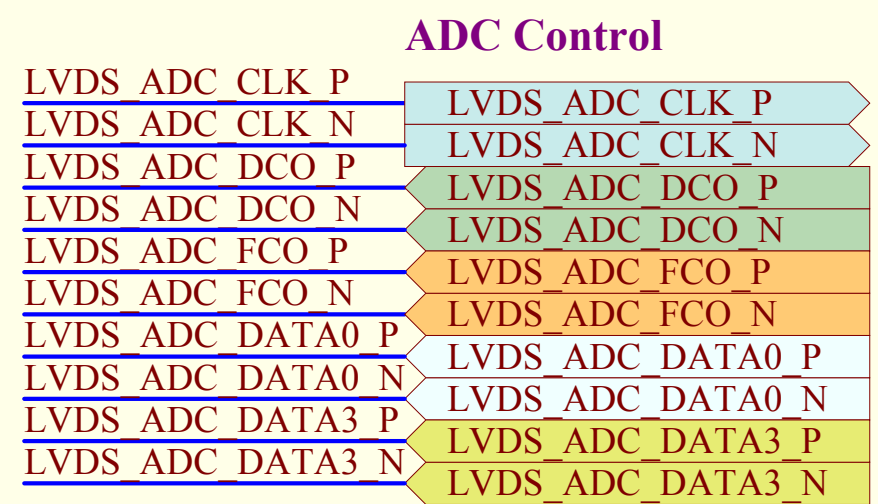 ADC Control
LVDS_ADC_CLK_P
LVDS_ADC_CLK_P
LVDS_ADC_CLK_N
LVDS_ADC_CLK_N
LVDS_ADC_DCO_P
LVDS_ADC_DCO_P
LVDS_ADC_DCO_N
LVDS_ADC_DCO_N
LVDS_ADC_FCO_P
LVDS_ADC_FCO_P
LVDS_ADC_FCO_N
LVDS_ADC_FCO_N
LVDS_ADC_DATA0_P
LVDS_ADC_DATA0_P
LVDS_ADC_DATA0_N
LVDS_ADC_DATA0_N
LVDS_ADC_DATA3_P
LVDS_ADC_DATA3_P
LVDS_ADC_DATA3_N
LVDS_ADC_DATA3_N